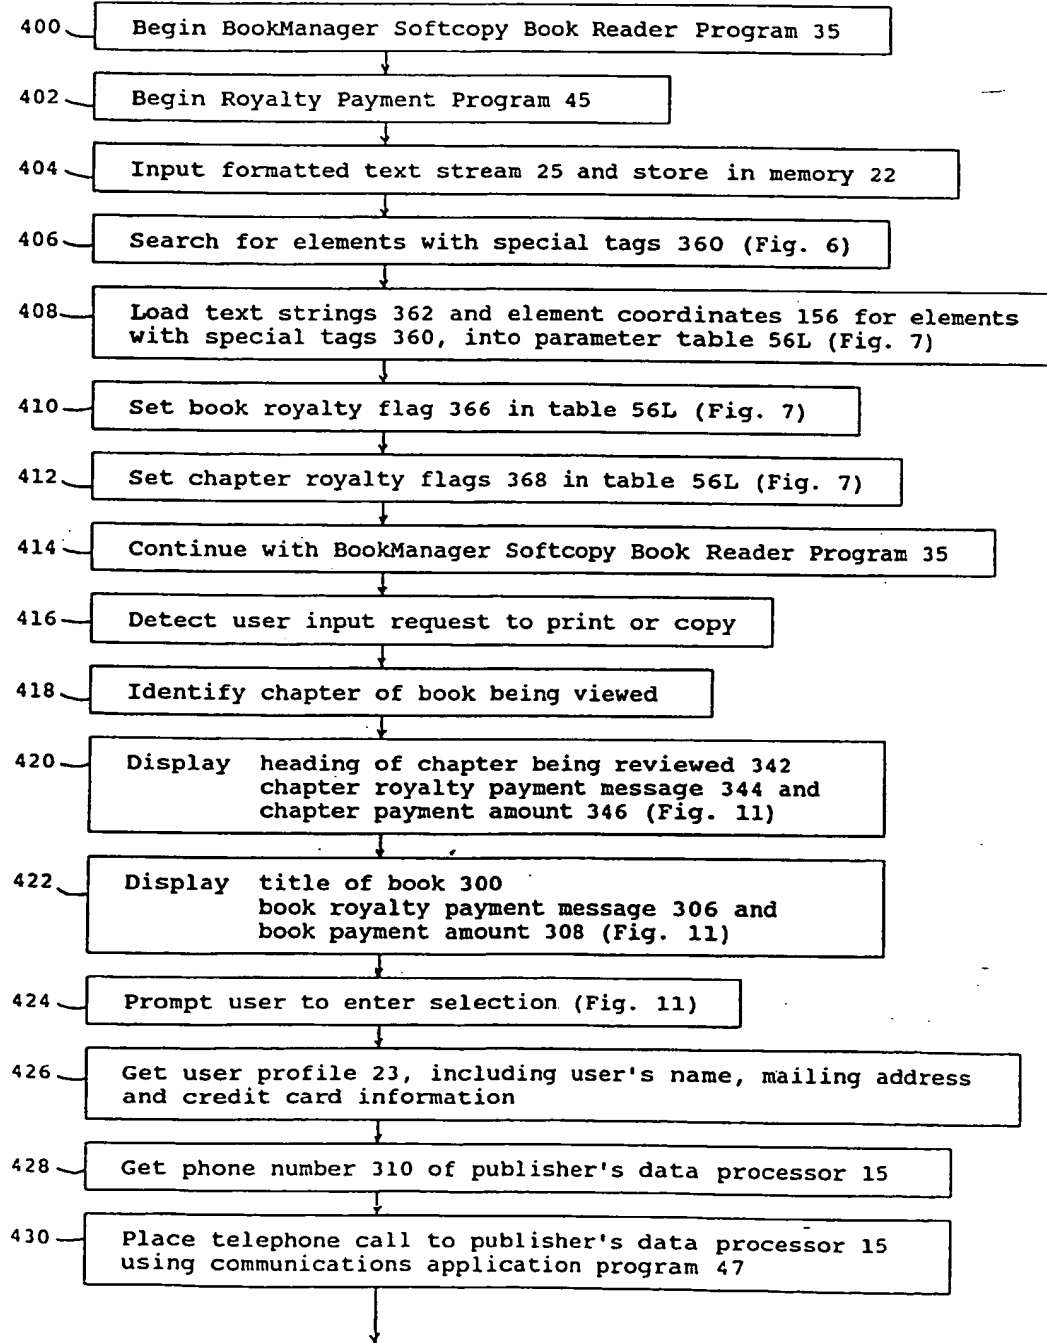 400 Begin BookManager Softcopy Book Reader Program 35
402 Begin Royalty Payment Program 45
404 Input formatted text stream 25 and store in memory 22
406 Search for elements with special tags 360 (Fig. 6)
408 Load text strings 362 and element coordinates 156 for elements
with special tags 360, into parameter table 56L (Fig. 7)
410 Set book royalty flag 366 in table 56L (Fig. 7)
412 Set chapter royalty flags 368 in table 56L (Fig. 7)
414 Continue with BookManager Softcopy Book Reader Program 35
416 Detect user input request to print or copy
418 Identify chapter of book being viewed
420 Display heading of chapter being reviewed 342
chapter royalty payment message 344 and
chapter payment amount 346 (Fig. 11)
422 Display title of book 300
book royalty payment message 306 and
book payment amount 308 (Fig. 11)
424 Prompt user to enter selection (Fig. 11)
426 Get user profile 23, including user's name, mailing address
and credit card information
428 Get phone number 310 of publisher's data processor 15
430 Place telephone call to publisher's data processor 15
using communications application program 47